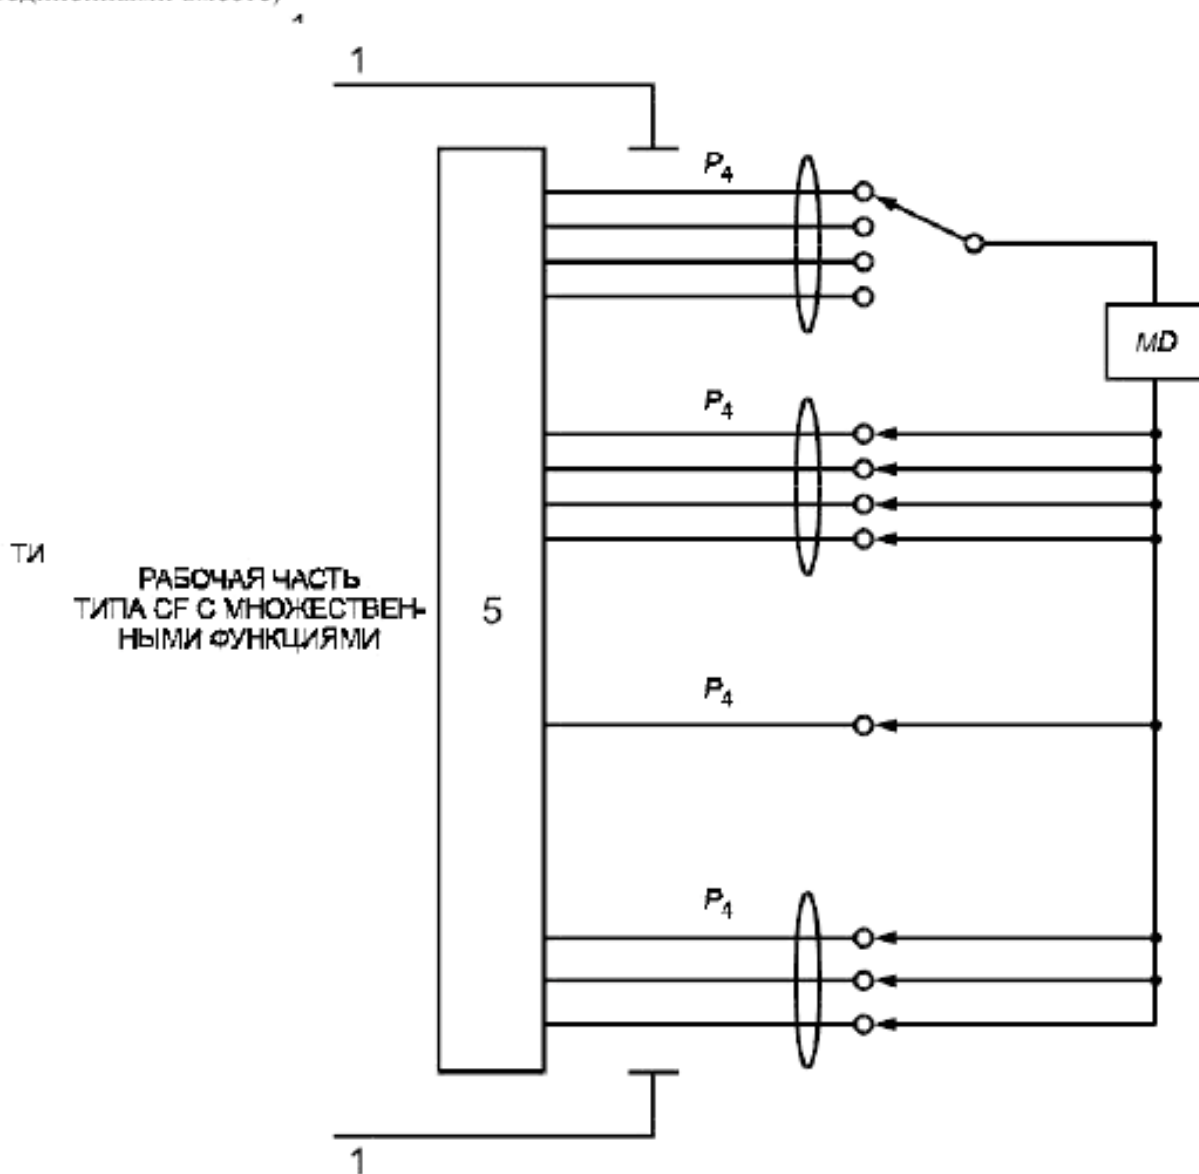 1
P4
MD
P4
ТИ
РАБОЧАЯ ЧАСТЬ
ТИПА CF С МНОЖЕСТВЕН-
НЫМИ ФУНКЦИЯМИ
5
P4
P4
1